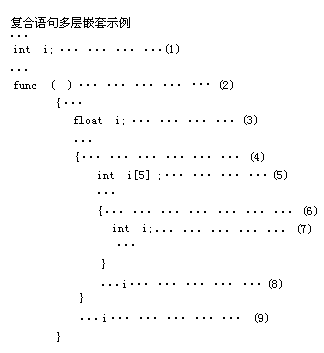 复合语句多层嵌套示例
...
int i; ... ... ... ...(1)
...
func ( ) ... ... ... ... ... (2)
{...
float i; ... ... ... ... (3)
...
{... ... ... ... ... ... (4)
int i[5] ;... ... ... ...(5)
...
{... ... ... ... ... ... ... (6)
int i;... ... ... ... ... (7)
...
}
...i... ... ... ... ... (8)
}
...i... ... ... ... ... (9)
}